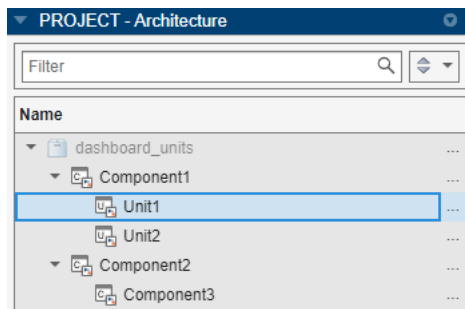 PROJECT - Architecture
Filter
Name
dashboard_units
...
Component1
...
Unit1
...
Unit2
...
Component2
...
Component3
...